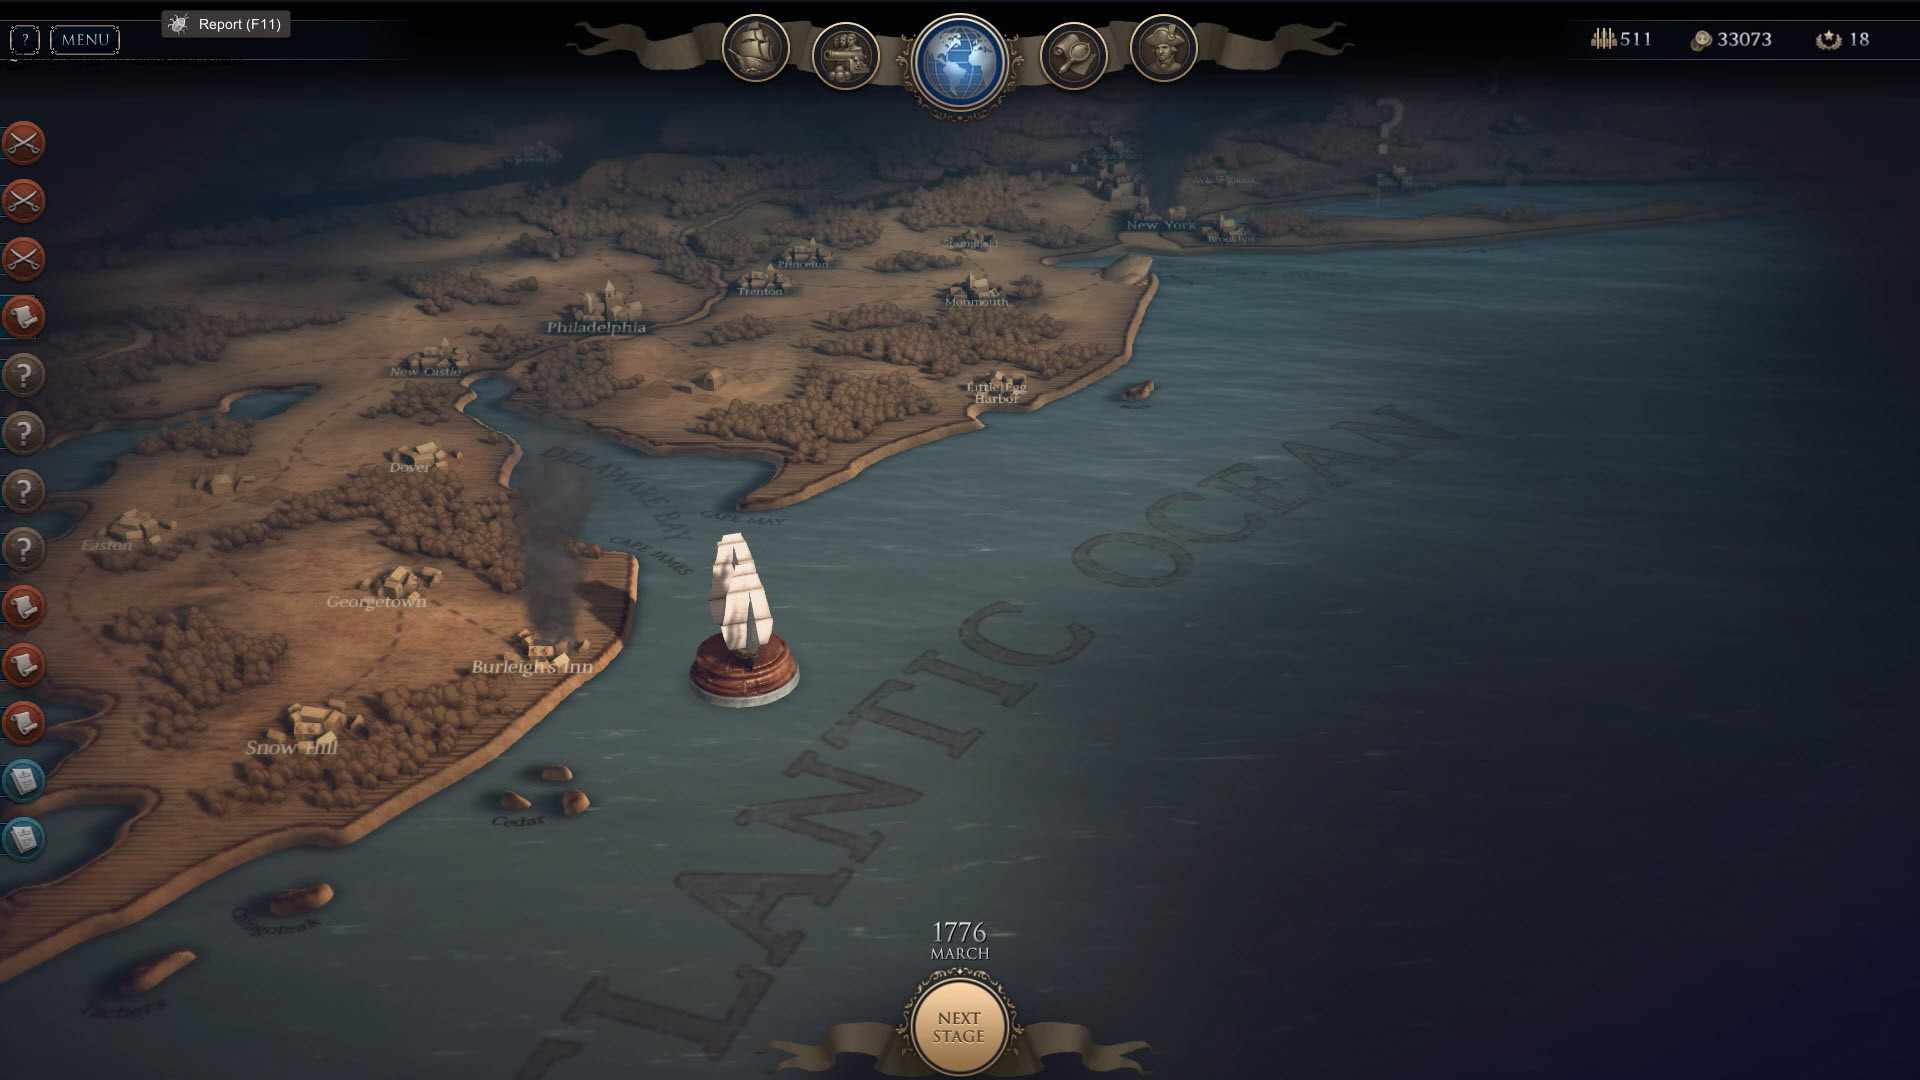 Report (F11)
?
MENU
511
33073
18
New York
Brooklyn
Springfield
Princeton
Trenton
Monmouth
Philadelphia
New Castle
Little Egg
Harbor
Dover
DELAWARE BAY
CAPE MAY
CAPE JAMES
Easton
Georgetown
Burleigh's Inn
Snow Hill
Cedar
ATLANTIC OCEAN
1776
MARCH
NEXT
STAGE